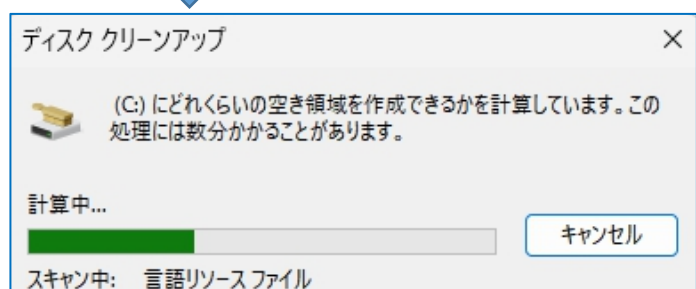 ディスク クリーンアップ
(C:) にどれくらいの空き領域を作成できるかを計算しています。この
処理には数分かかることがあります。
計算中...
キャンセル
スキャン中: 言語リソース ファイル